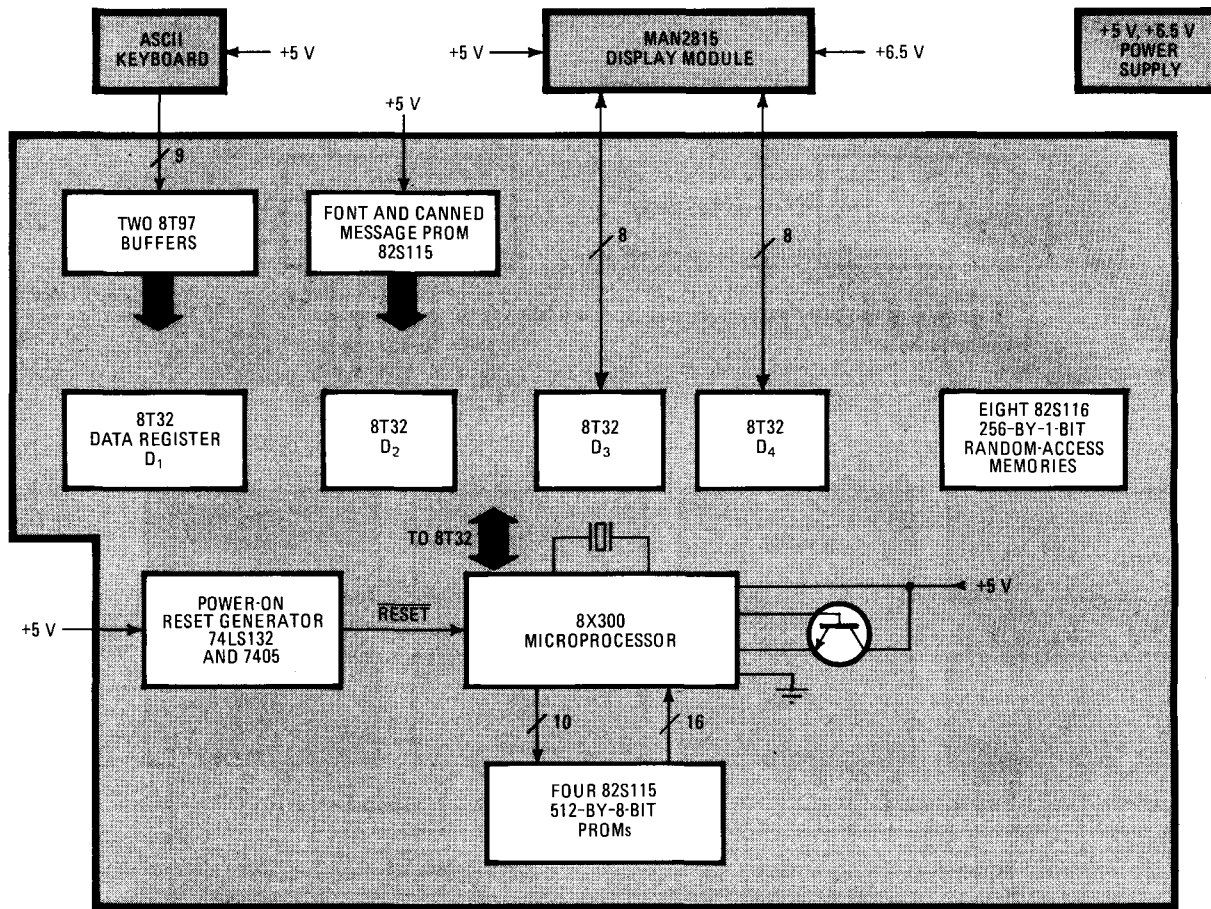 ASCII
KEYBOARD
+5 V
+5 V
MAN2815
DISPLAY MODULE
+6.5 V
+5 V, +6.5 V
POWER
SUPPLY
+5 V
9
TWO 8T97
BUFFERS
FONT AND CANNED
MESSAGE PROM
82S115
8
8
8T32
DATA REGISTER
D₁
8T32
D₂
8T32
D₃
8T32
D₄
EIGHT 82S116
256-BY-1-BIT
RANDOM-ACCESS
MEMORIES
TO 8T32
+5 V
POWER-ON
RESET GENERATOR
74LS132
AND 7405
R̅E̅S̅E̅T̅
8X300
MICROPROCESSOR
+5 V
10
16
FOUR 82S115
512-BY-8-BIT
PROMs